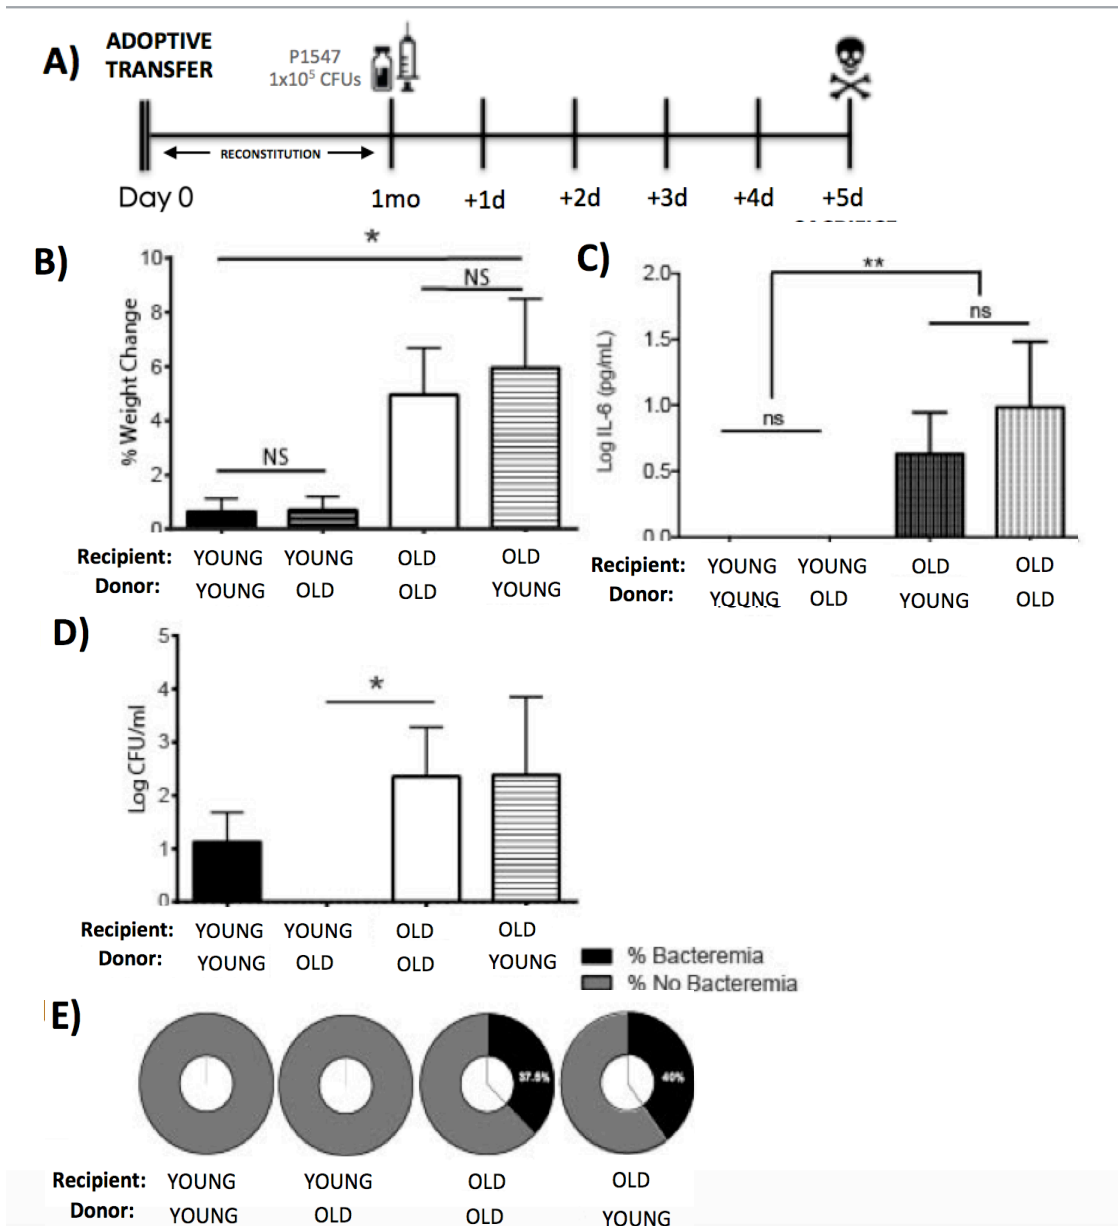 A)
ADOPTIVE
TRANSFER
P1547
1x10⁵ CFUs
RECONSTITUTION
Day 0 1mo +1d +2d +3d +4d +5d
B)
% Weight Change
10
8
6
4
2
0
*
NS
NS
Recipient: YOUNG YOUNG OLD OLD
Donor: YOUNG OLD OLD YOUNG
C)
Log IL-6 (pg/mL)
2.0
1.5
1.0
0.5
0.0
**
ns
ns
Recipient: YOUNG YOUNG OLD OLD
Donor: YOUNG OLD YOUNG OLD
D)
Log CFU/ml
5
4
3
2
1
0
*
Recipient: YOUNG YOUNG OLD OLD
Donor: YOUNG OLD OLD YOUNG
% Bacteremia
% No Bacteremia
E)
37.5% 40%
Recipient: YOUNG YOUNG OLD OLD
Donor: YOUNG OLD OLD YOUNG